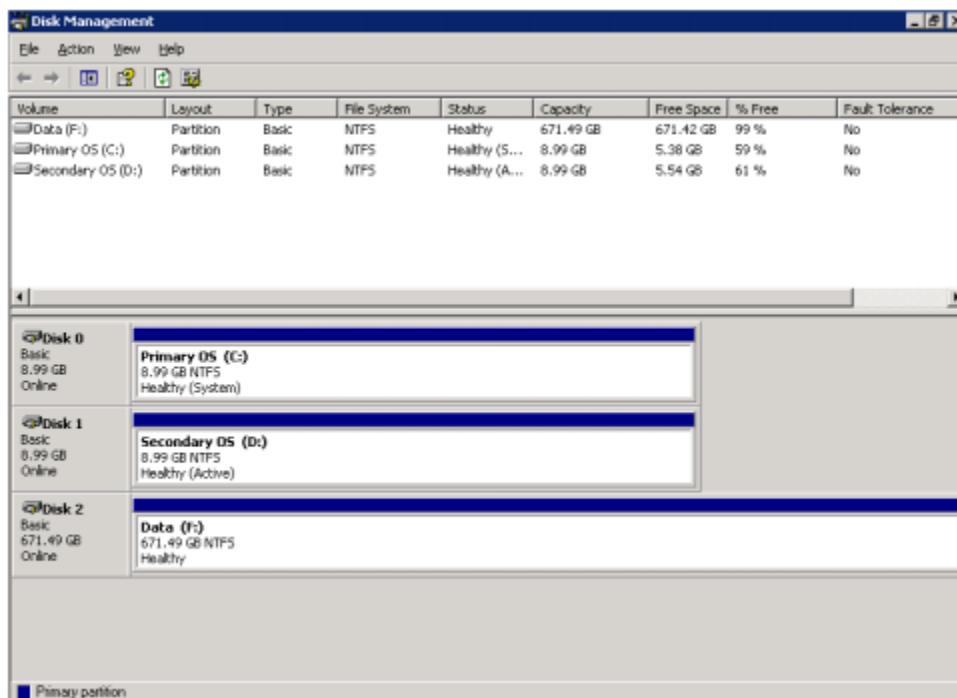 Disk Management
File Action View Help
Volume Layout Type File System Status Capacity Free Space % Free Fault Tolerance
Data (F:) Partition Basic NTFS Healthy 671.49 GB 671.42 GB 99 % No
Primary OS (C:) Partition Basic NTFS Healthy (S... 8.99 GB 5.38 GB 59 % No
Secondary OS (D:) Partition Basic NTFS Healthy (A... 8.99 GB 5.54 GB 61 % No
Disk 0
Basic
8.99 GB
Online
Primary OS (C:)
8.99 GB NTFS
Healthy (System)
Disk 1
Basic
8.99 GB
Online
Secondary OS (D:)
8.99 GB NTFS
Healthy (Active)
Disk 2
Basic
671.49 GB
Online
Data (F:)
671.49 GB NTFS
Healthy
Primary partition